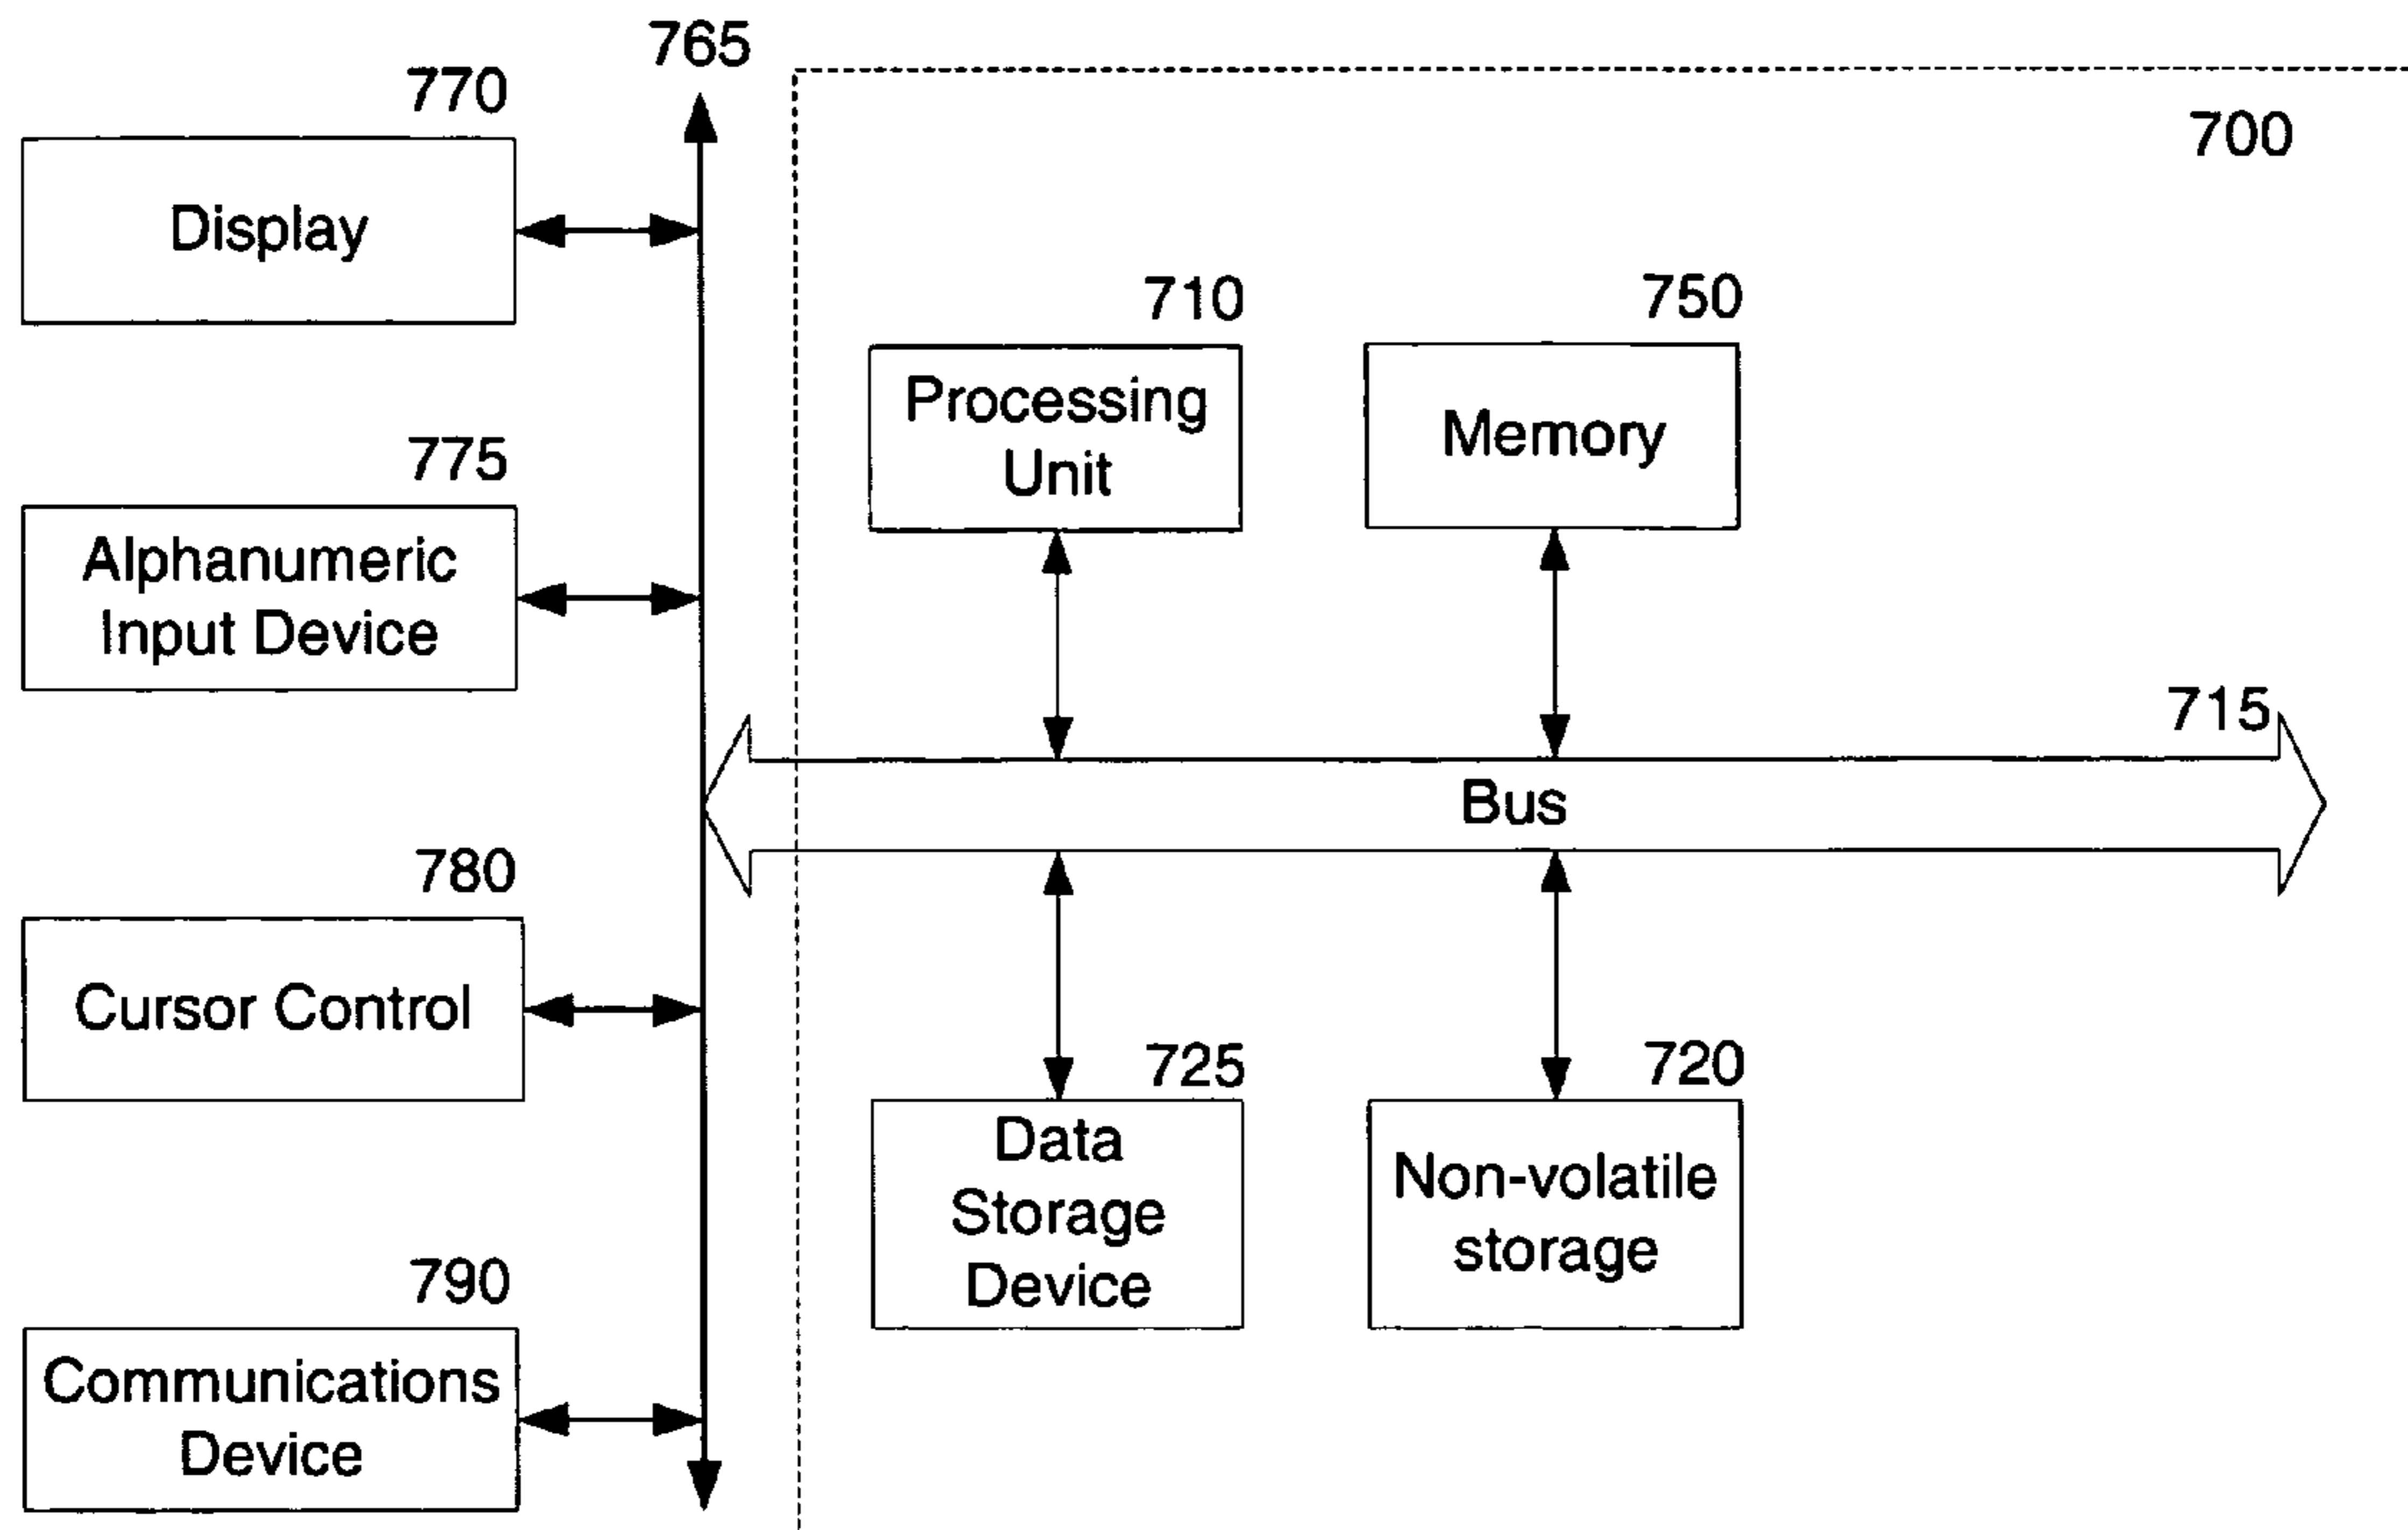 765
770
700
Display
710
750
Processing
Unit
Memory
775
Alphanumeric
Input Device
715
Bus
780
Cursor Control
725
720
Data
Storage
Device
Non-volatile
storage
790
Communications
Device